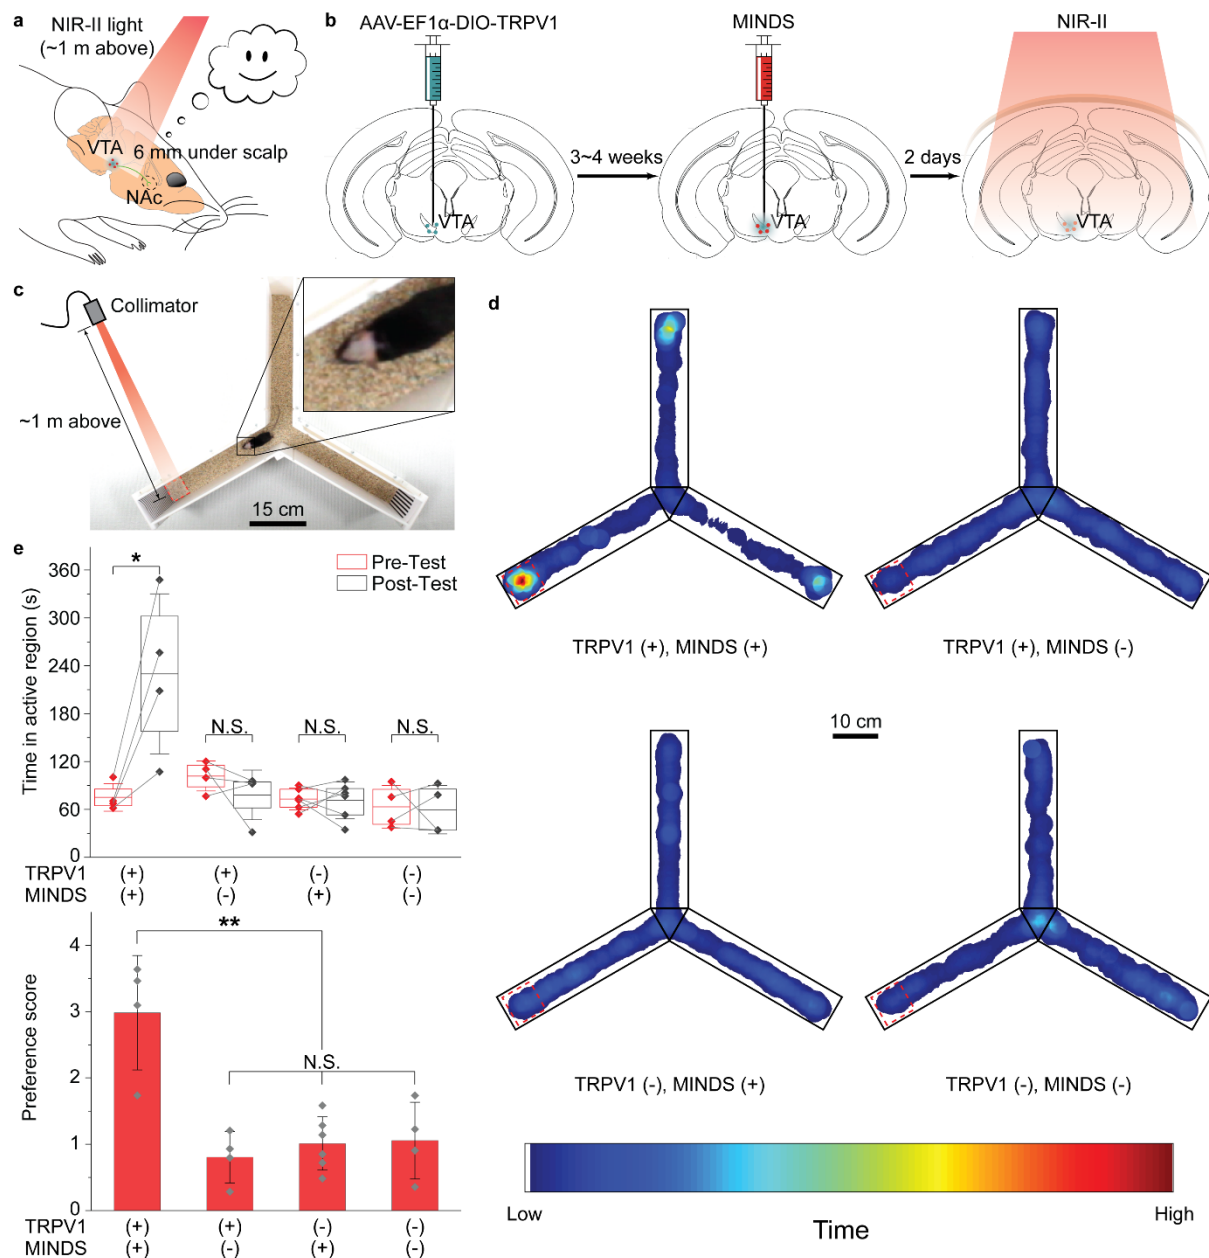 a
NIR-II light
(~1 m above)
VTA
6 mm under scalp
NAc
b
AAV-EF1α-DIO-TRPV1
MINDS
NIR-II
3~4 weeks
2 days
VTA
VTA
VTA
c
Collimator
~1 m above
15 cm
d
TRPV1 (+), MINDS (+)
TRPV1 (+), MINDS (-)
10 cm
TRPV1 (-), MINDS (+)
TRPV1 (-), MINDS (-)
Low
High
Time
e
Time in active region (s)
360
300
240
180
120
60
0
*
Pre-Test
Post-Test
N.S.
N.S.
N.S.
TRPV1 (+) (+) (-) (-)
MINDS (+) (-) (+) (-)
Preference score
4
3
2
1
0
**
N.S.
TRPV1 (+) (+) (-) (-)
MINDS (+) (-) (+) (-)